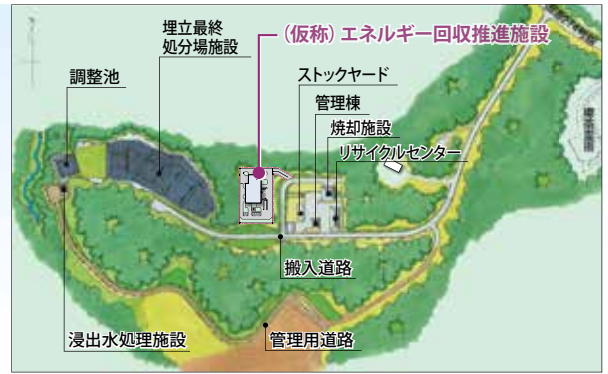 埋立最終
処分場施設
(仮称)エネルギー回収推進施設
調整池
ストックヤード
管理棟
焼却施設
リサイクルセンター
搬入道路
浸出水処理施設
管理用道路